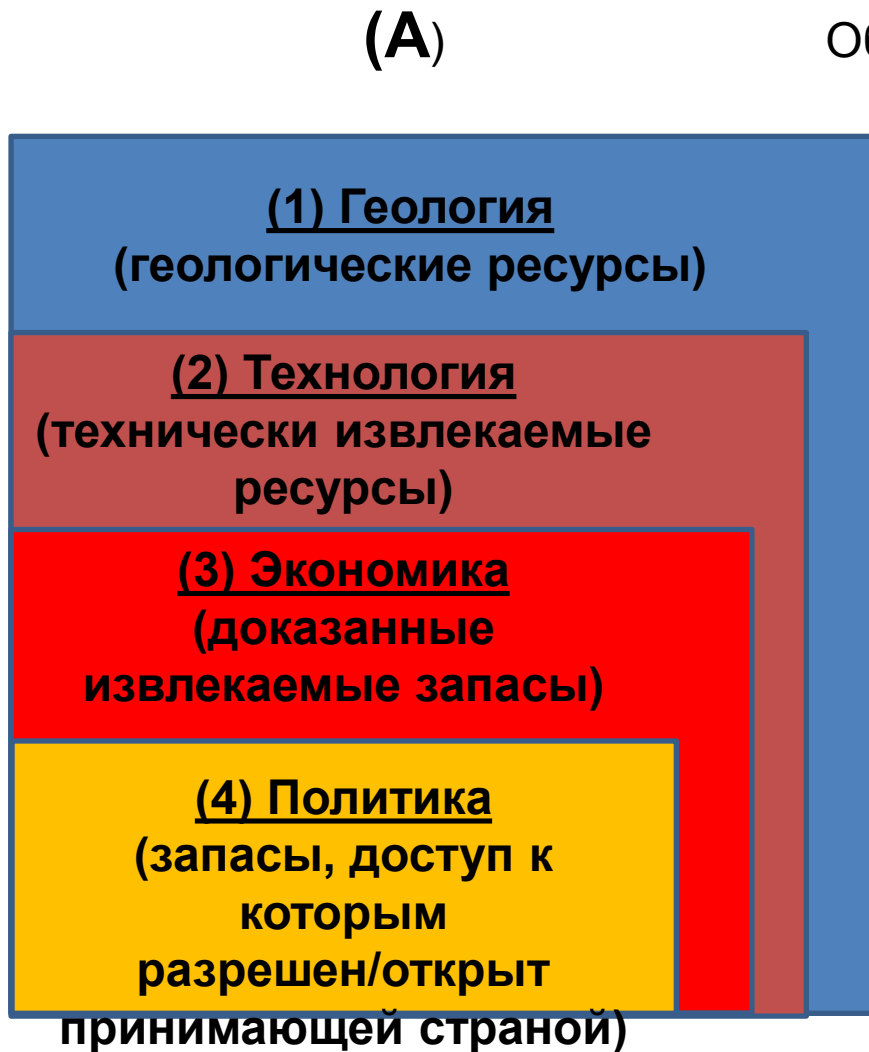 (А)
Об
(1) Геология
(геологические ресурсы)
(2) Технология
(технически извлекаемые
ресурсы)
(3) Экономика
(доказанные
извлекаемые запасы)
(4) Политика
(запасы, доступ к
которым
разрешен/открыт
принимающей страной)